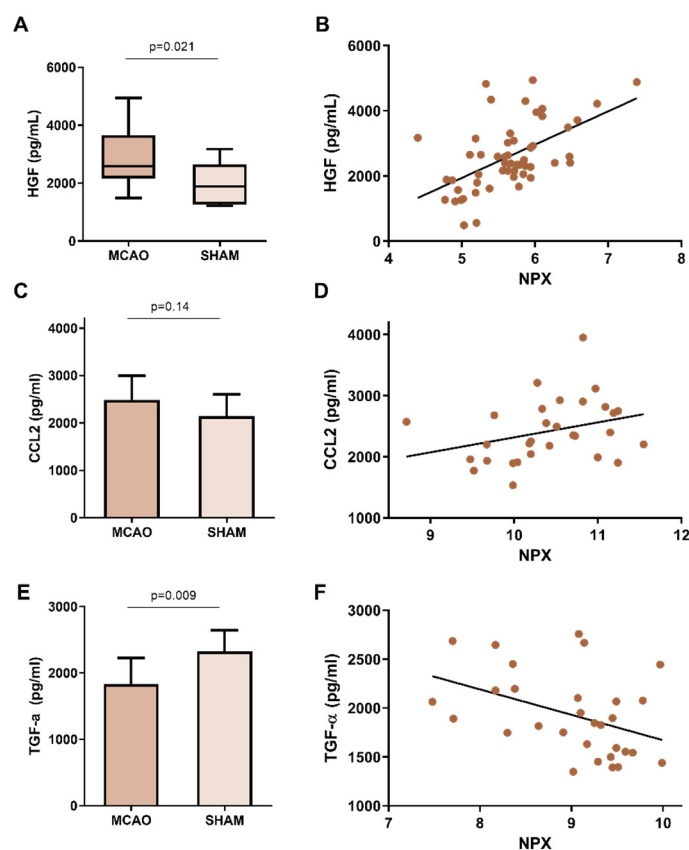 A
p=0.021
6000
4000
2000
0
HGF (pg/mL)
MCAO SHAM
B
6000
4000
2000
0
HGF (pg/mL)
4 5 6 7 8
NPX
C
p=0.14
4000
3000
2000
1000
0
CCL2 (pg/ml)
MCAO SHAM
D
4000
3000
2000
1000
CCL2 (pg/ml)
9 10 11 12
NPX
E
p=0.009
3000
2000
1000
0
TGF-a (pg/ml)
MCAO SHAM
F
3000
2500
2000
1500
1000
TGF-α (pg/ml)
7 8 9 10
NPX